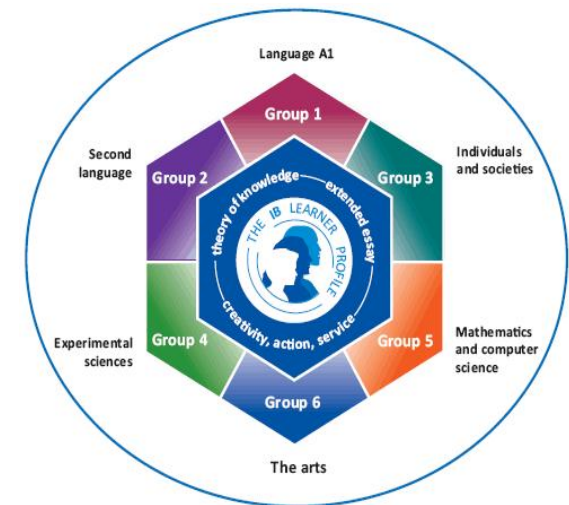 Language A1
Group 1
Second
language
Group 2
Group 3
Individuals
and societies
theory of knowledge
extended essay
THE IB LEARNER PROFILE
creativity, action, service
Experimental
sciences
Group 4
Group 5
Mathematics
and computer
science
Group 6
The arts